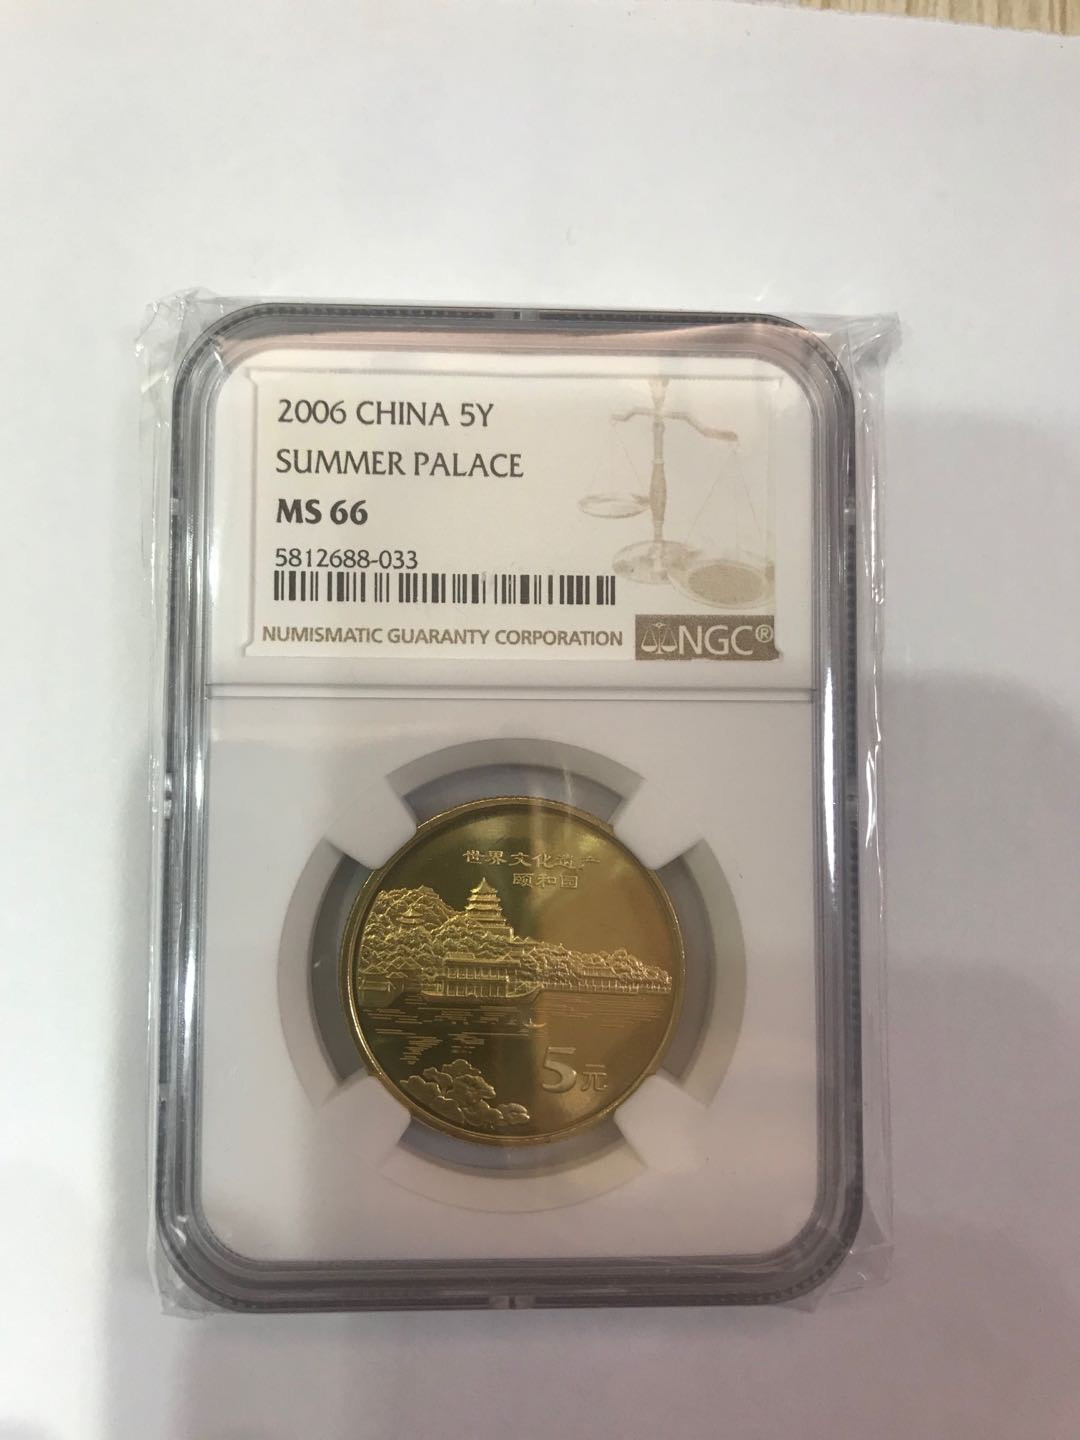 2006 CHINA 5Y
SUMMER PALACE
MS 66
5812688-033
NUMISMATIC GUARANTY CORPORATION NGC®
世界文化遗产
颐和园
5元